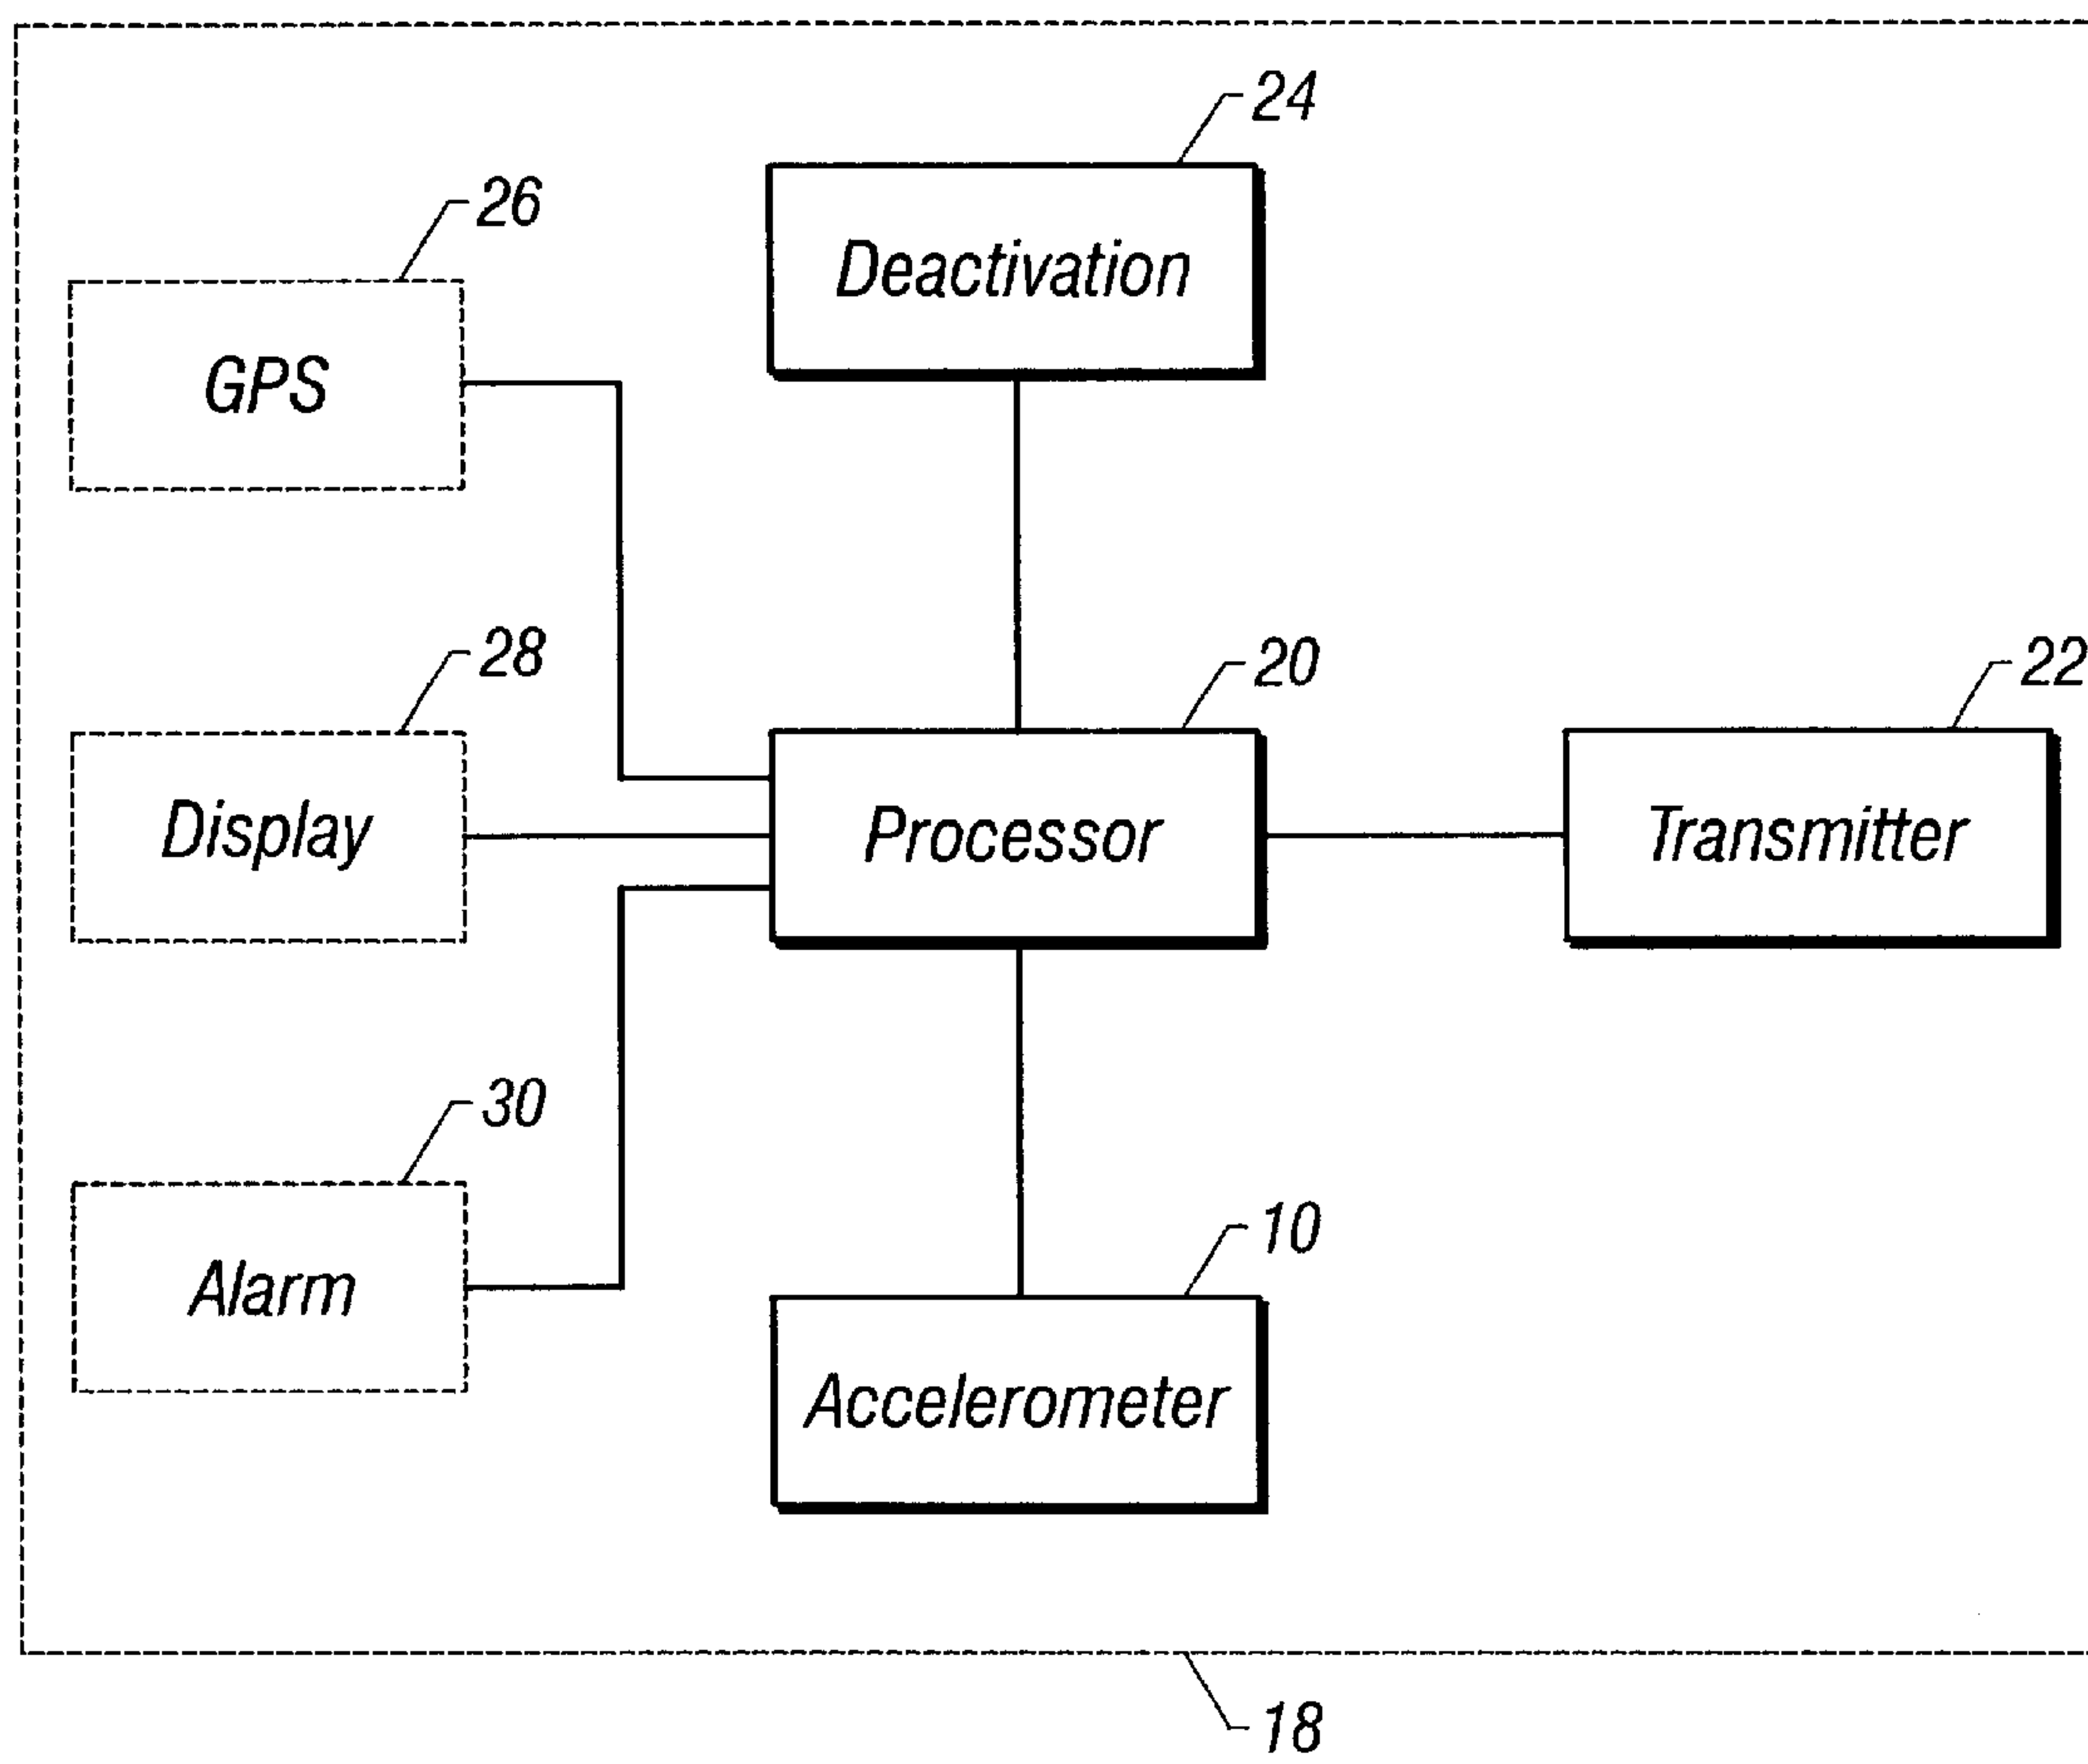 24
Deactivation
26
GPS
28
Display
20
Processor
22
Transmitter
30
Alarm
10
Accelerometer
18